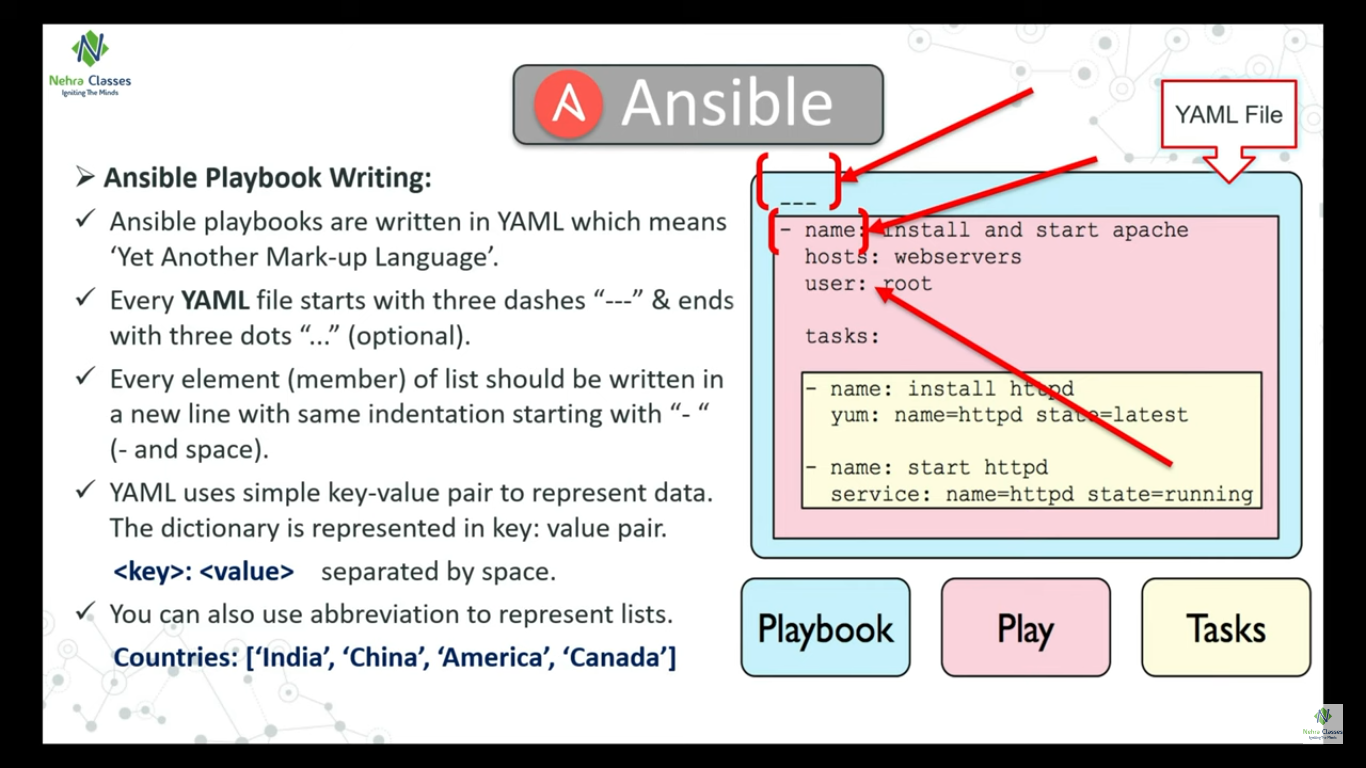 Nehra Classes
Igniting The Minds
Ansible
YAML File
Ansible Playbook Writing:
Ansible playbooks are written in YAML which means
‘Yet Another Mark-up Language’.
Every YAML file starts with three dashes “---” & ends
with three dots “...” (optional).
Every element (member) of list should be written in
a new line with same indentation starting with “- “
(- and space).
YAML uses simple key-value pair to represent data.
The dictionary is represented in key: value pair.
<key>: <value> separated by space.
You can also use abbreviation to represent lists.
Countries: [‘India’, ‘China’, ‘America’, ‘Canada’]
---
- name: install and start apache
hosts: webservers
user: root
tasks:
- name: install httpd
yum: name=httpd state=latest
- name: start httpd
service: name=httpd state=running
Playbook
Play
Tasks
Nehra Classes
Igniting The Minds